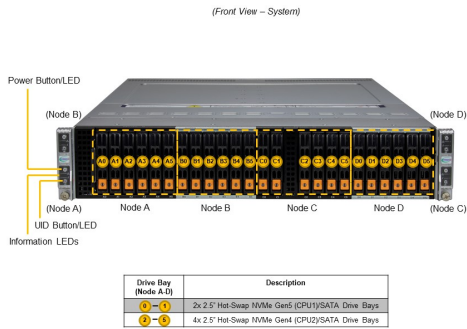 (Front View – System)
Power Button/LED
(Node B)
(Node D)
A0 A1 A2 A3 A4 A5 B0 B1 B2 B3 B4 B5 C0 C1 C2 C3 C4 C5 D0 D1 D2 D3 D4 D5
(Node A) Node A Node B Node C Node D (Node C)
UID Button/LED
Information LEDs
Drive Bay
(Node A-D)
Description
0 – 1 2x 2.5" Hot-Swap NVMe Gen5 (CPU1)/SATA Drive Bays
2 – 5 4x 2.5" Hot-Swap NVMe Gen4 (CPU2)/SATA Drive Bays